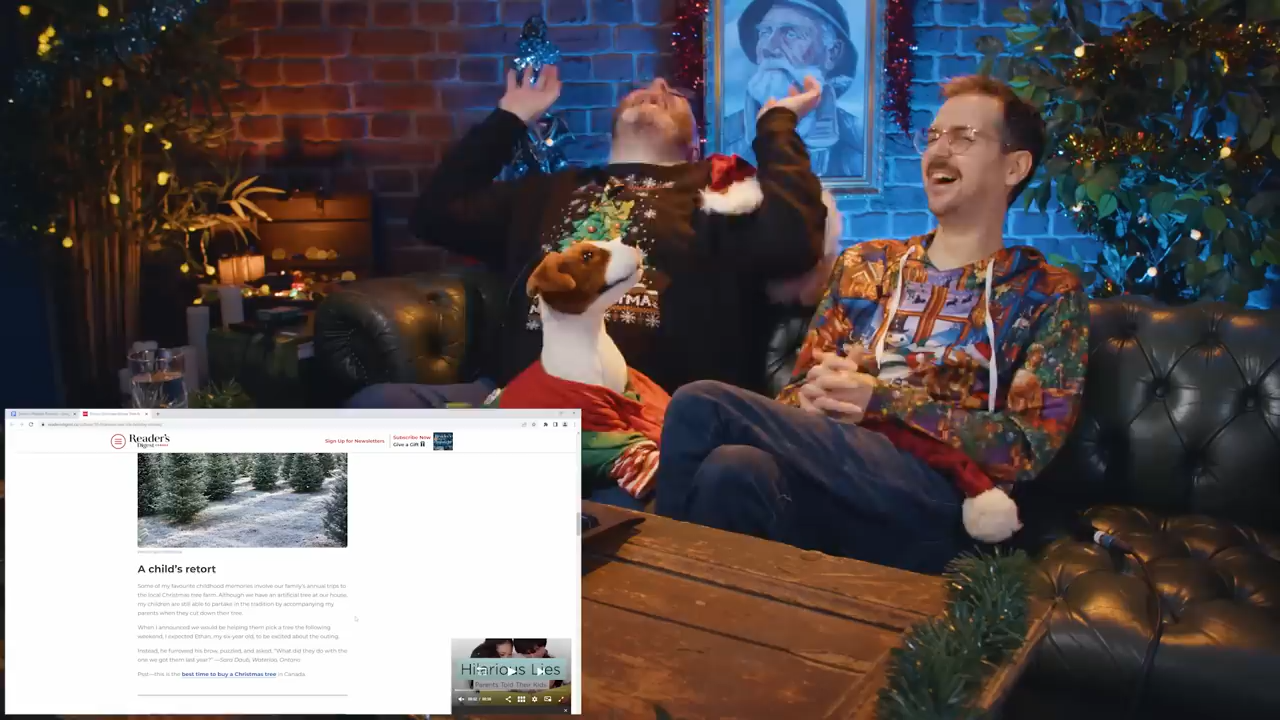 Reader's
Digest CANADA
Sign Up for Newsletters
Subscribe Now
Give a Gift
A child's retort
Some of my favourite childhood memories involve our family's annual trips to
the local Christmas tree farm. Although we have an artificial tree at our house,
my children are still able to partake in the tradition by accompanying my
parents when they cut down their tree.
When I announced we would be helping them pick a tree the following
weekend, I expected Ethan, my six-year old, to be excited about the outing.
Instead, he furrowed his brow, puzzled, and asked, "What did they do with the
one we got them last year?" —Sara Daub, Waterloo, Ontario
Psst—this is the best time to buy a Christmas tree in Canada.
Hilarious Lies
Parents Told Their Kids